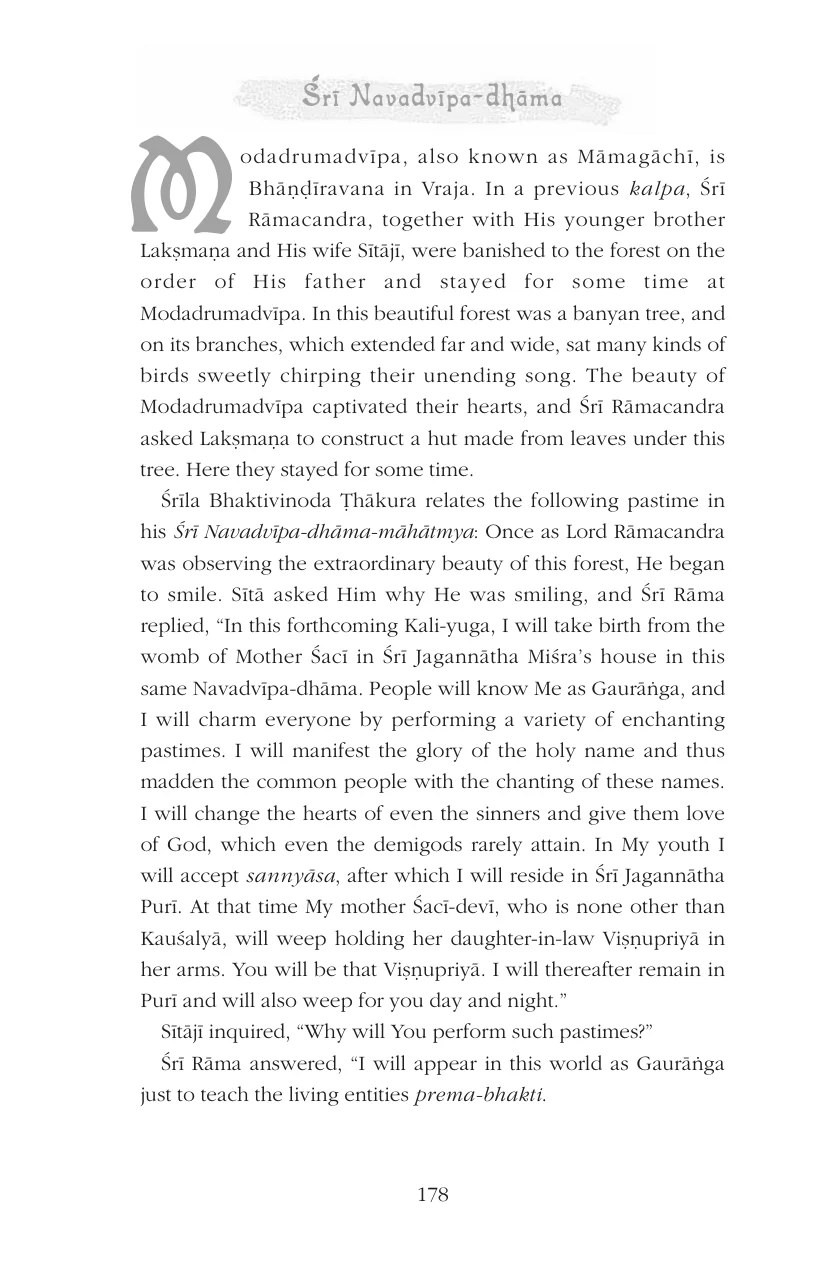 Śrī Navadvīpa-dhāma
Modadrumadvīpa, also known as Māmagāchī, is
Bhāṇḍīravana in Vraja. In a previous kalpa, Śrī
Rāmacandra, together with His younger brother
Lakṣmaṇa and His wife Sītājī, were banished to the forest on the
order of His father and stayed for some time at
Modadrumadvīpa. In this beautiful forest was a banyan tree, and
on its branches, which extended far and wide, sat many kinds of
birds sweetly chirping their unending song. The beauty of
Modadrumadvīpa captivated their hearts, and Śrī Rāmacandra
asked Lakṣmaṇa to construct a hut made from leaves under this
tree. Here they stayed for some time.
Śrīla Bhaktivinoda Ṭhākura relates the following pastime in
his Śrī Navadvīpa-dhāma-māhātmya: Once as Lord Rāmacandra
was observing the extraordinary beauty of this forest, He began
to smile. Sītā asked Him why He was smiling, and Śrī Rāma
replied, “In this forthcoming Kali-yuga, I will take birth from the
womb of Mother Śacī in Śrī Jagannātha Miśra’s house in this
same Navadvīpa-dhāma. People will know Me as Gaurāṅga, and
I will charm everyone by performing a variety of enchanting
pastimes. I will manifest the glory of the holy name and thus
madden the common people with the chanting of these names.
I will change the hearts of even the sinners and give them love
of God, which even the demigods rarely attain. In My youth I
will accept sannyāsa, after which I will reside in Śrī Jagannātha
Purī. At that time My mother Śacī-devī, who is none other than
Kauśalyā, will weep holding her daughter-in-law Viṣṇupriyā in
her arms. You will be that Viṣṇupriyā. I will thereafter remain in
Purī and will also weep for you day and night.”
Sītājī inquired, “Why will You perform such pastimes?”
Śrī Rāma answered, “I will appear in this world as Gaurāṅga
just to teach the living entities prema-bhakti.
178